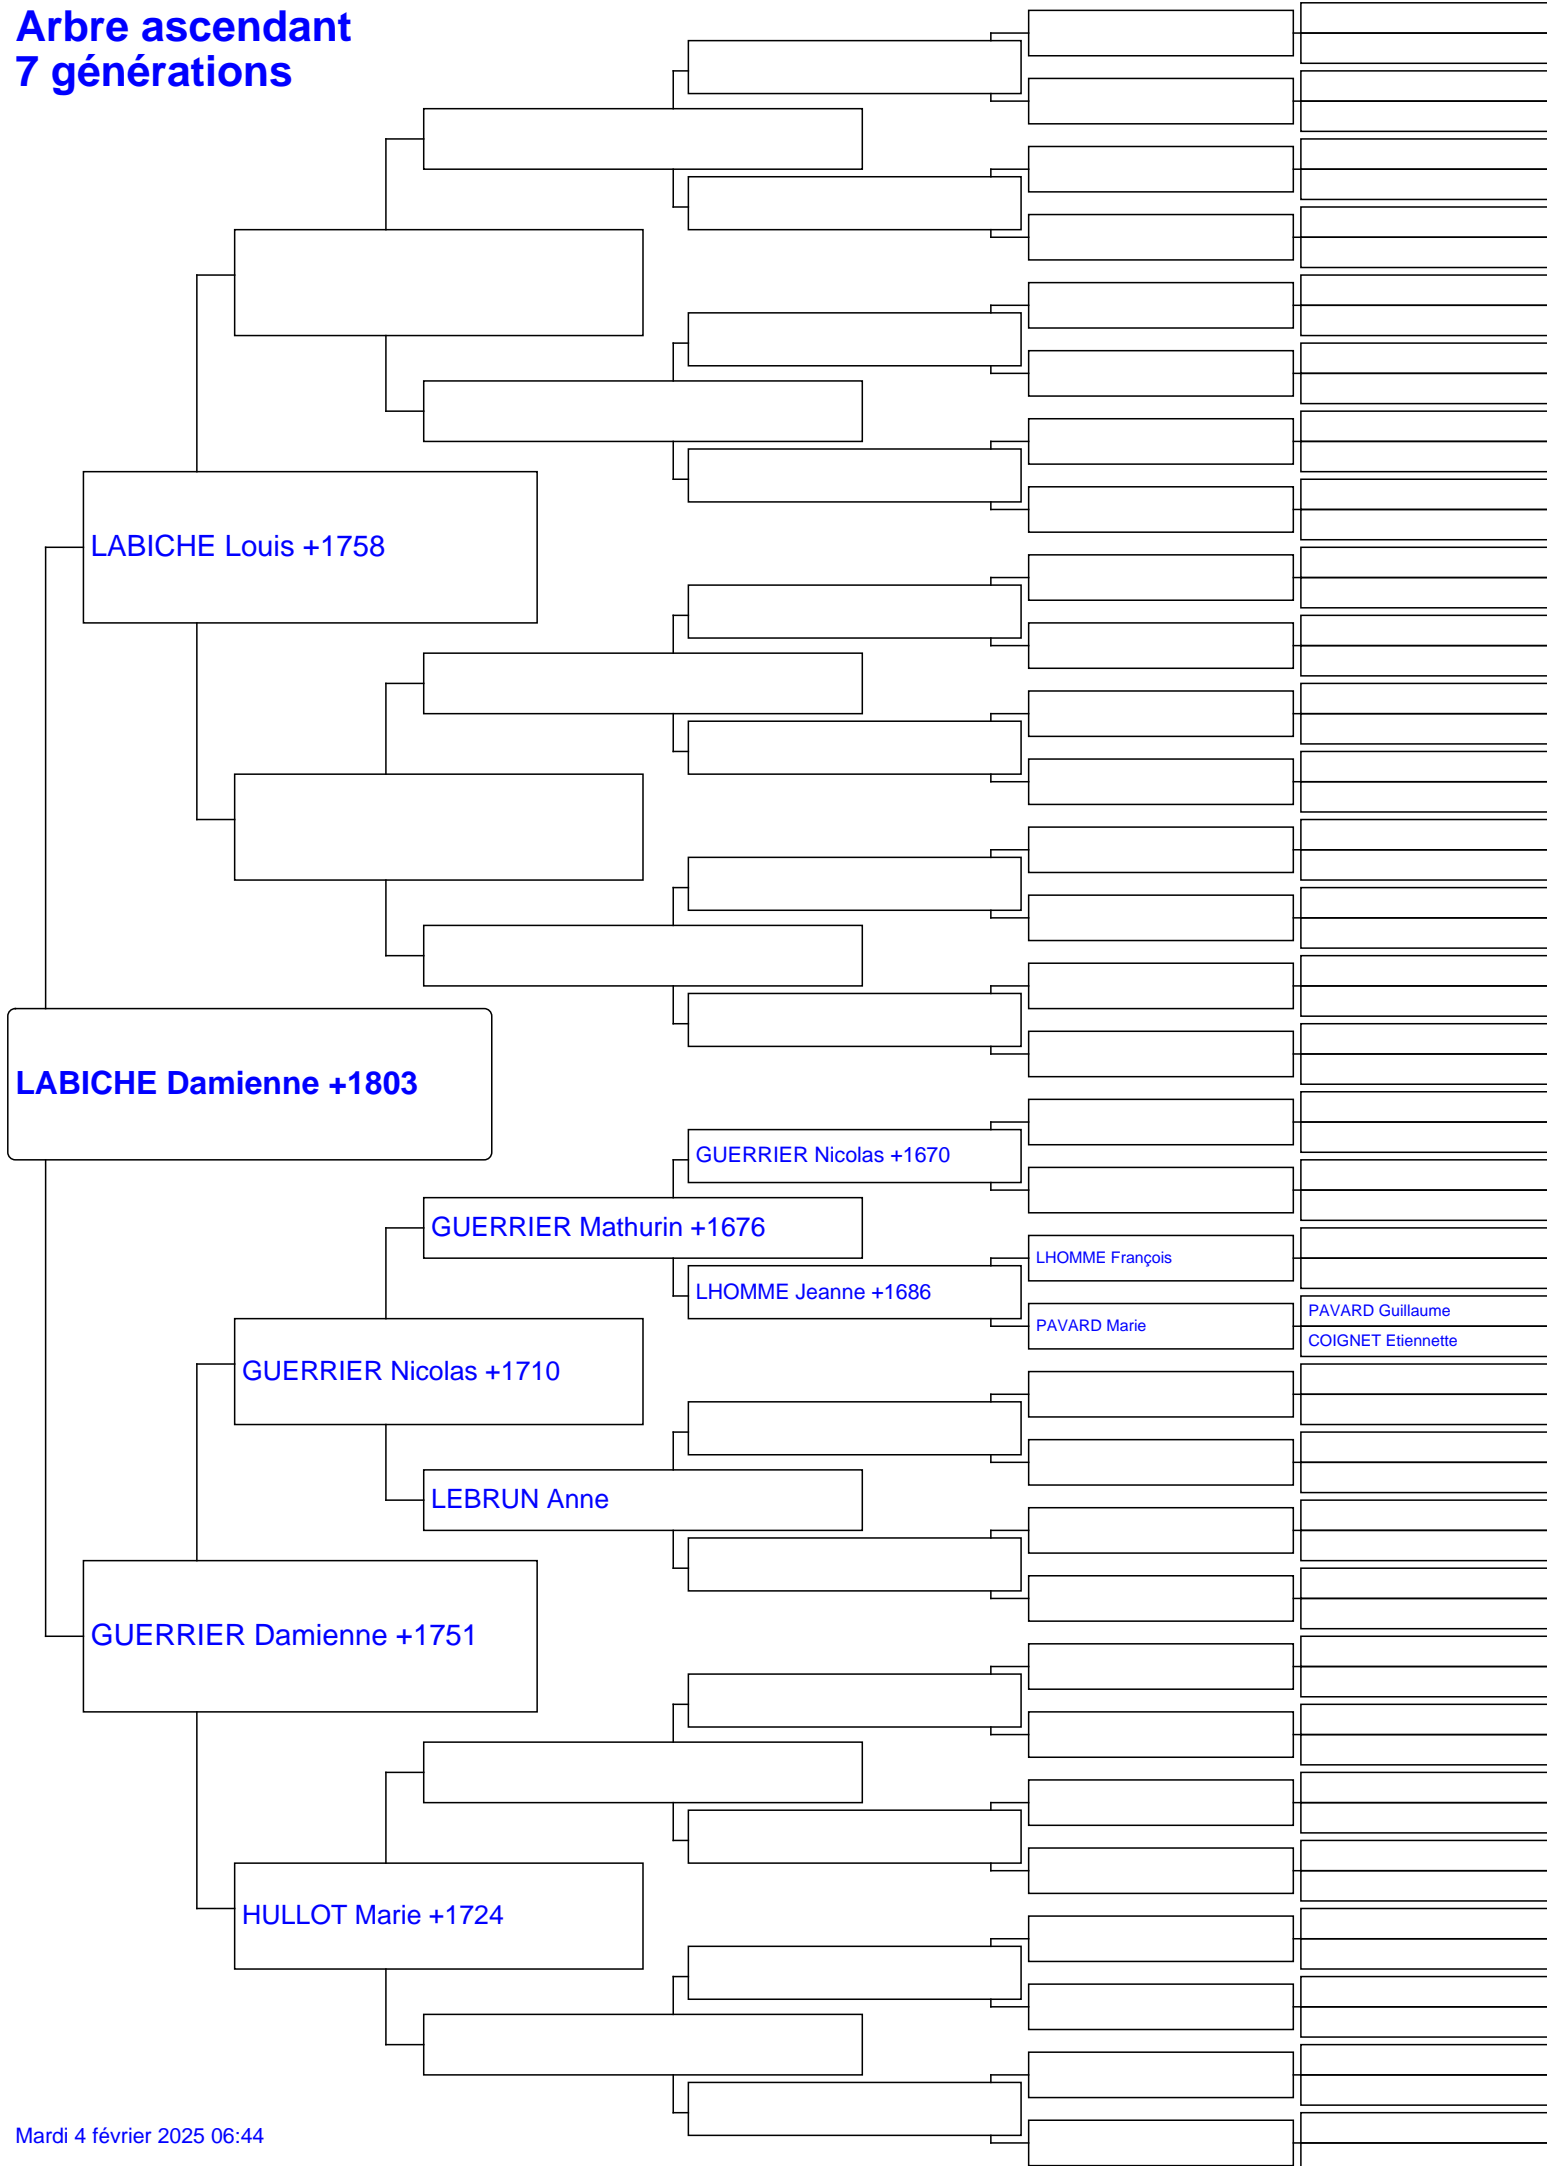 Arbre ascendant
7 générations
LABICHE Louis +1758
LABICHE Damienne +1803
GUERRIER Nicolas +1670
GUERRIER Mathurin +1676
LHOMME François
LHOMME Jeanne +1686
PAVARD Guillaume
PAVARD Marie
COIGNET Etiennette
GUERRIER Nicolas +1710
LEBRUN Anne
GUERRIER Damienne +1751
HULLOT Marie +1724
Mardi 4 février 2025 06:44